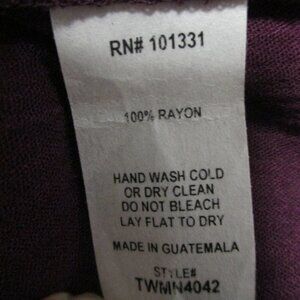 RN# 101331
100% RAYON
HAND WASH COLD
OR DRY CLEAN
DO NOT BLEACH
LAY FLAT TO DRY
MADE IN GUATEMALA
STYLE#
TWMN4042